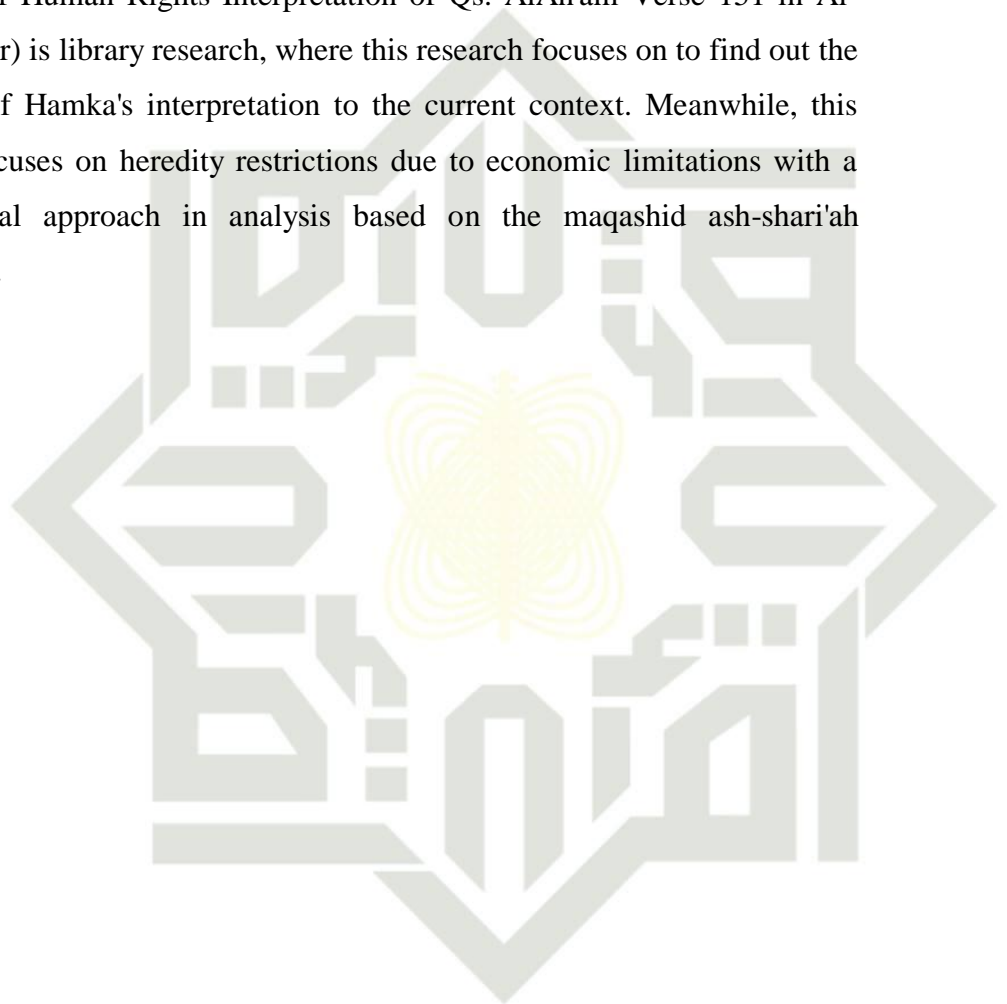 f Human Rights Interpretation of Qs. AlAn'am Verse 151 in Al-
r) is library research, where this research focuses on to find out the
f Hamka's interpretation to the current context. Meanwhile, this
cuses on heredity restrictions due to economic limitations with a
al approach in analysis based on the maqashid ash-shari'ah